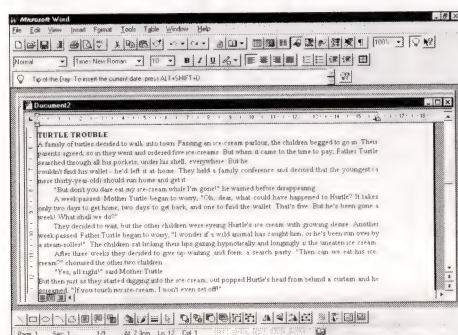 Microsoft Word
File Edit View Insert Format Tools Table Window Help
100%
Normal Times New Roman 10 B I U
Tip of the Day: To insert the current date, press ALT+SHIFT+D
Document2
TURTLE TROUBLE
A family of turtles decided to walk into town. Passing an ice-cream parlour, the children begged to go in. Their
parents agreed, so in they went and ordered five ice-creams. But when it came to the time to pay, Father Turtle
searched through all his pockets, under his shell, everywhere. But he
couldn't find his wallet - he'd left it at home. They held a family conference and decided that the youngest (a
mere thirty-year-old) should run home and get it.
"But don't you dare eat my ice-cream while I'm gone!" he warned before disappearing.
A week passed. Mother Turtle began to worry, "Oh, dear, what could have happened to Hurtle? It takes
only two days to get home, two days to get back, and one to find the wallet. That's five. But he's been gone a
week! What shall we do?"
They decided to wait, but the other children were eyeing Hurtle's ice-cream with growing desire. Another
week passed. Father Turtle began to worry, "I wonder if a wild animal has caught him, or he's been run over by
a steam-roller!" The children sat licking their lips gazing hypnotically and longingly at the uneaten ice-cream.
After three weeks they decided to give up waiting and form a search party. "Then can we eat his ice-
cream?" chorused the other two children.
"Yes, all right!" said Mother Turtle.
But then just as they started digging into the ice-cream, out popped Hurtle's head from behind a curtain and he
screamed, "If you touch my ice-cream, I won't even set off!"
Page 1 Sec 1 1/1 At 7.3cm Ln 12 Col 1